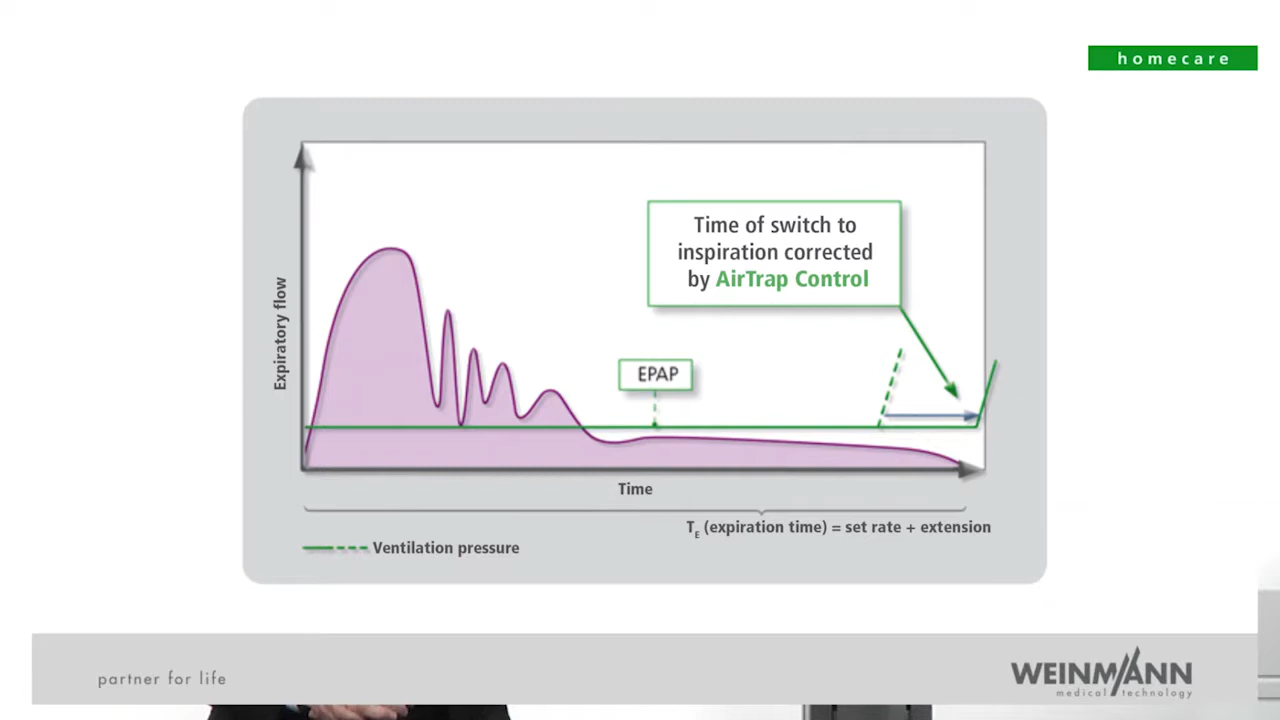 homecare
Time of switch to
inspiration corrected
by AirTrap Control
Expiratory flow
EPAP
Time
TE (expiration time) = set rate + extension
Ventilation pressure
partner for life
WEINMANN
medical technology